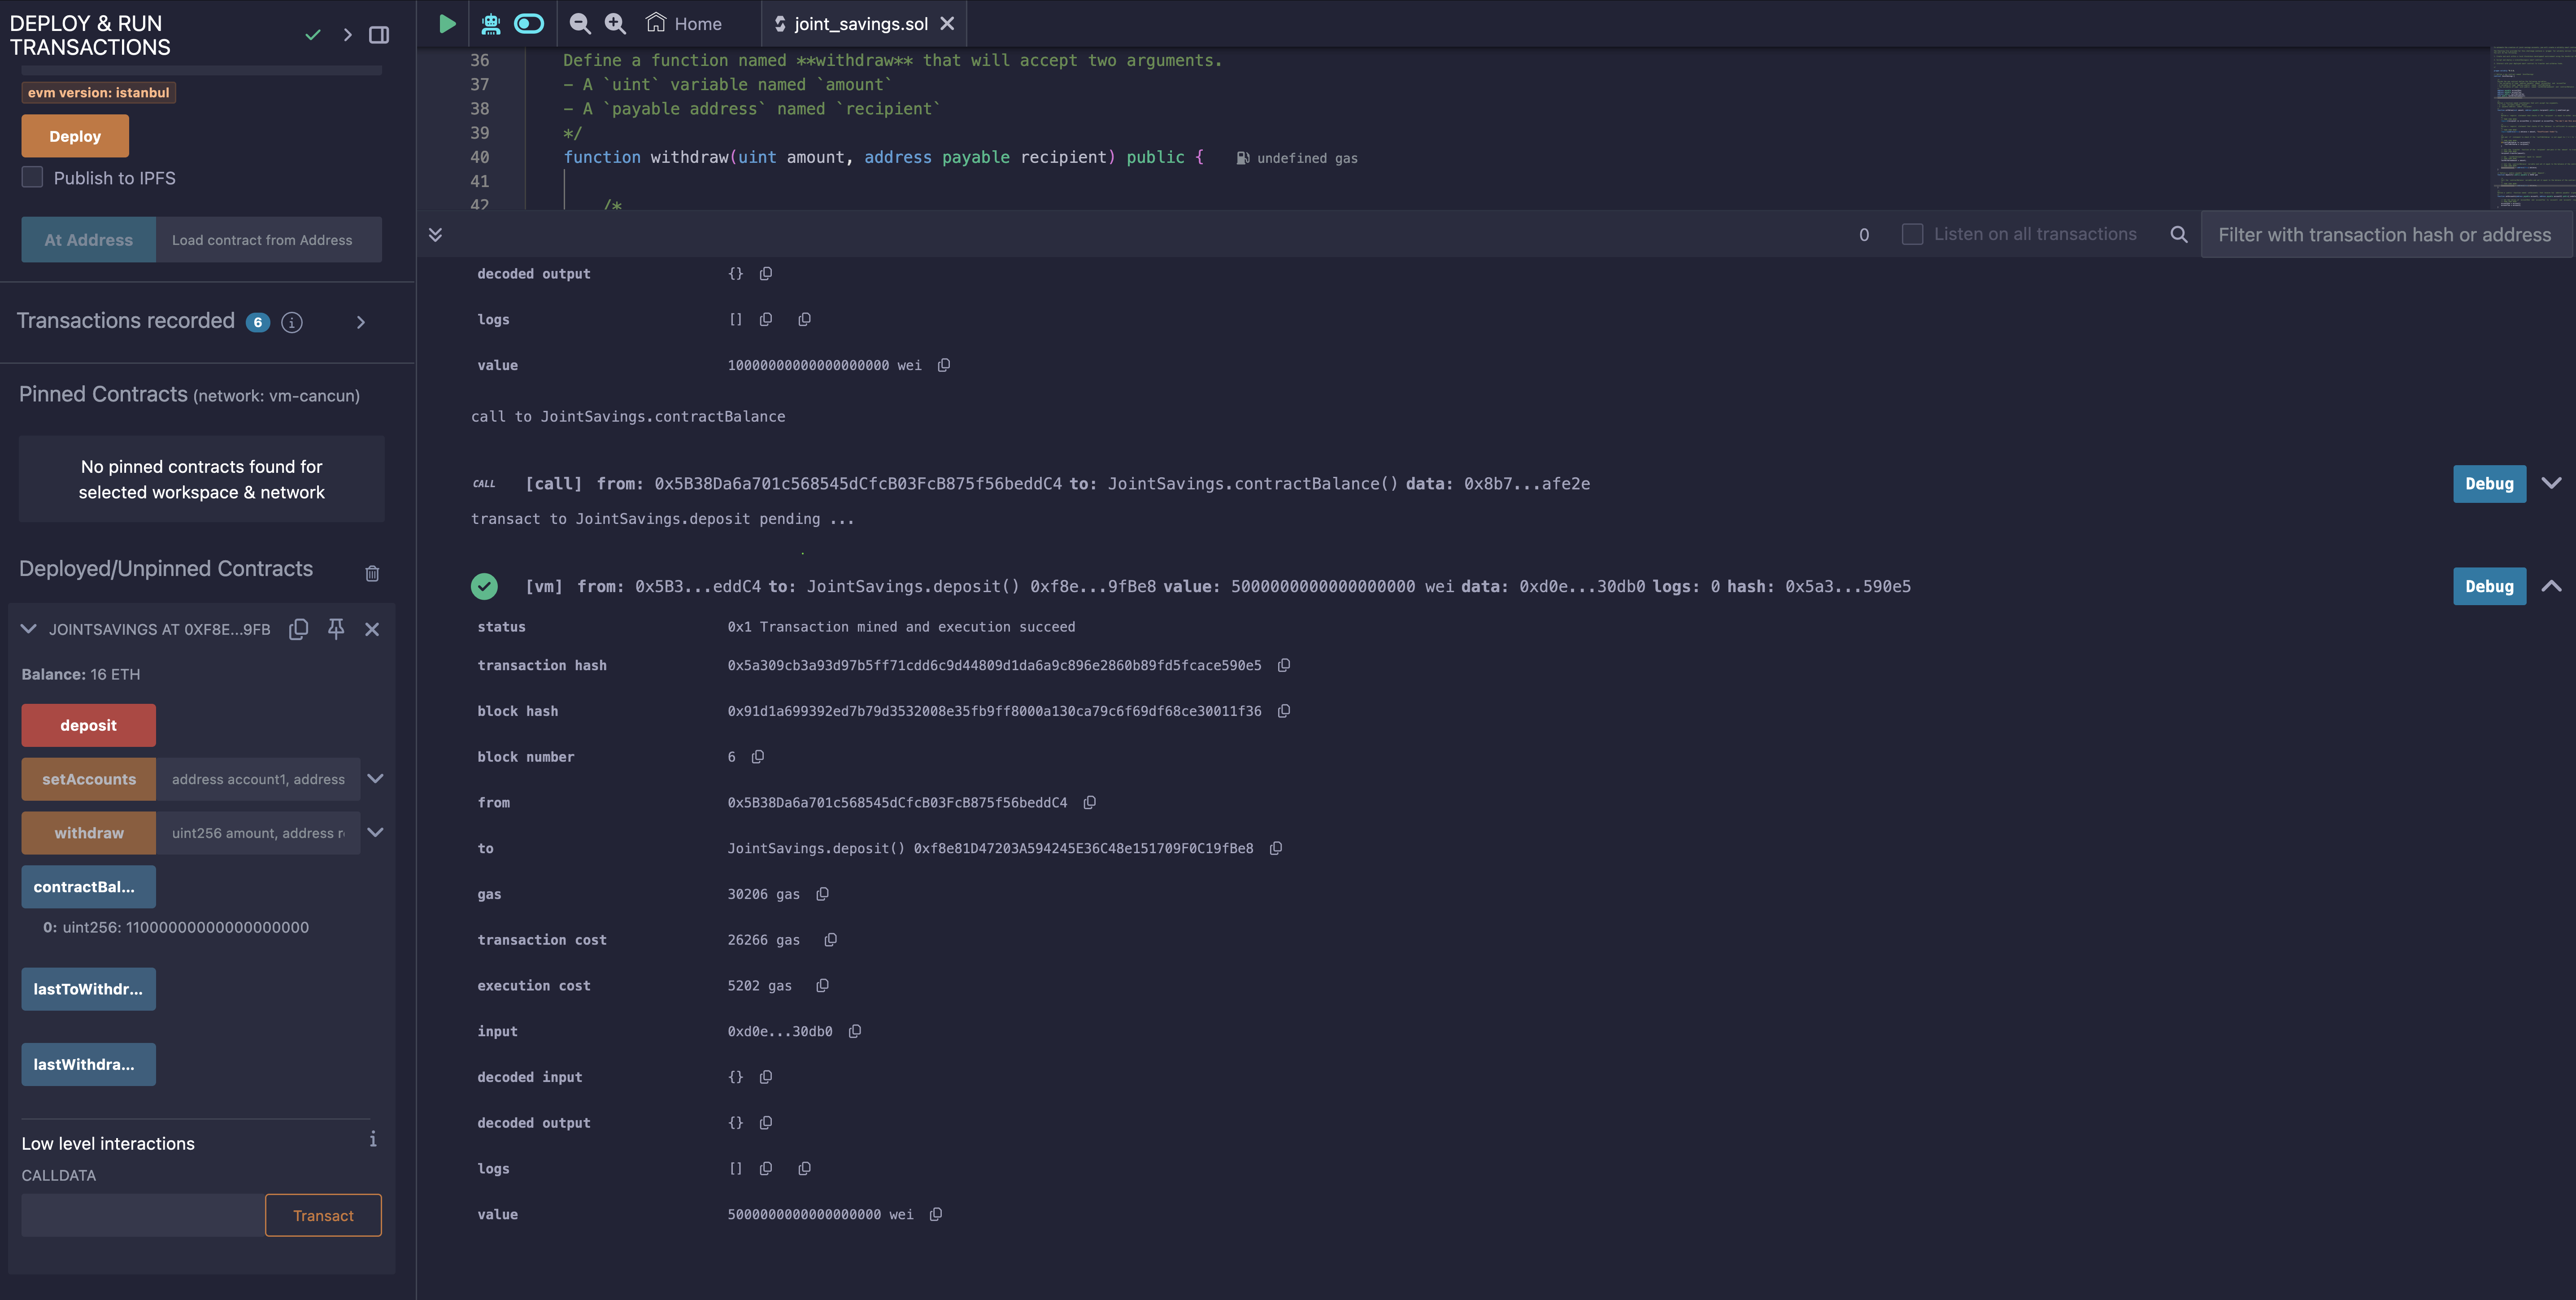 DEPLOY & RUN
TRANSACTIONS
evm version: istanbul
Deploy
Publish to IPFS
At Address
Load contract from Address
Transactions recorded 6
Pinned Contracts (network: vm-cancun)
No pinned contracts found for
selected workspace & network
Deployed/Unpinned Contracts
JOINTSAVINGS AT 0XF8E...9FB
Balance: 16 ETH
deposit
setAccounts address account1, address
withdraw uint256 amount, address r
contractBal...
0: uint256: 11000000000000000000
lastToWithdr...
lastWithdra...
Low level interactions
CALLDATA
Transact
Home
joint_savings.sol
36 Define a function named **withdraw** that will accept two arguments.
37 - A `uint` variable named `amount`
38 - A `payable address` named `recipient`
39 */
40 function withdraw(uint amount, address payable recipient) public { undefined gas
41
42 /*
0 Listen on all transactions Filter with transaction hash or address
decoded output {}
logs []
value 10000000000000000000 wei
call to JointSavings.contractBalance
CALL [call] from: 0x5B38Da6a701c568545dCfcB03FcB875f56beddC4 to: JointSavings.contractBalance() data: 0x8b7...afe2e Debug
transact to JointSavings.deposit pending ...
[vm] from: 0x5B3...eddC4 to: JointSavings.deposit() 0xf8e...9fBe8 value: 5000000000000000000 wei data: 0xd0e...30db0 logs: 0 hash: 0x5a3...590e5 Debug
status 0x1 Transaction mined and execution succeed
transaction hash 0x5a309cb3a93d97b5ff71cdd6c9d44809d1da6a9c896e2860b89fd5fcace590e5
block hash 0x91d1a699392ed7b79d3532008e35fb9ff8000a130ca79c6f69df68ce30011f36
block number 6
from 0x5B38Da6a701c568545dCfcB03FcB875f56beddC4
to JointSavings.deposit() 0xf8e81D47203A594245E36C48e151709F0C19fBe8
gas 30206 gas
transaction cost 26266 gas
execution cost 5202 gas
input 0xd0e...30db0
decoded input {}
decoded output {}
logs []
value 5000000000000000000 wei